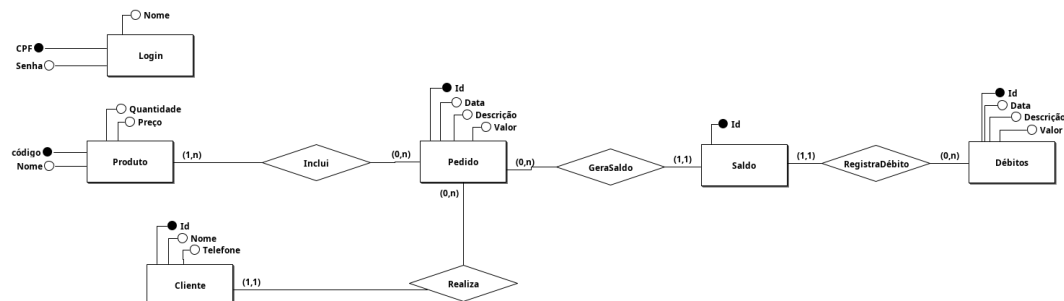 Nome
CPF
Login
Senha
Quantidade
Preço
código
Produto
Nome
(1,n)
Inclui
(0,n)
Id
Data
Descrição
Valor
Pedido
(0,n)
(0,n)
GeraSaldo
(1,1)
Id
Saldo
(1,1)
RegistraDébito
(0,n)
Id
Data
Descrição
Valor
Débitos
Id
Nome
Telefone
Cliente
(1,1)
Realiza